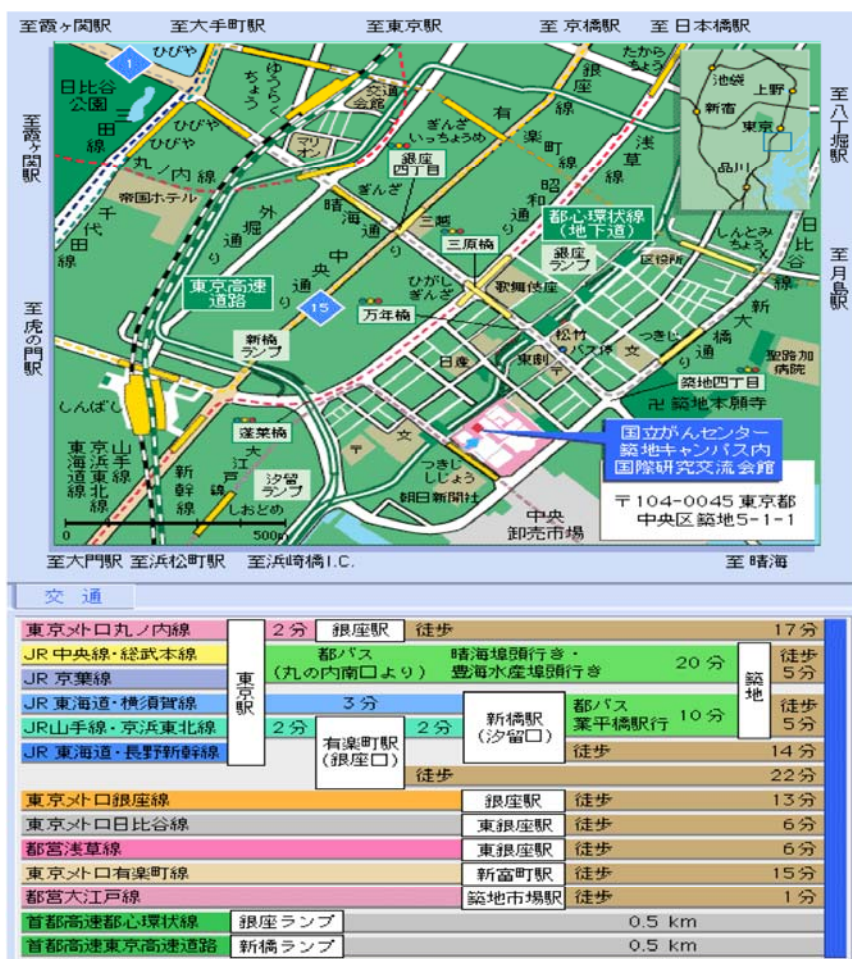 至霞ヶ関駅
至大手町駅
至東京駅
至京橋駅
至日本橋駅
ひびや
1
日比谷
公園
三田線
ゆうらくちょう
交通
会館
銀座線
たから
ちょう
池袋
上野
新宿
東京
品川
至八丁堀駅
至霞ヶ関駅
ひびや
ひびや
丸ノ内線
マリ
オン
有楽町線
ぎんざ
いっちょうめ
浅草線
銀座
四丁目
帝国ホテル
ぎんざ
晴海通り
三越
昭和通り
都心環状線
(地下道)
千代田線
外堀通り
中央通り
三原橋
銀座
ランプ
しんとみ
ちょう
区役所
日比谷線
至月島駅
東京高速
道路
15
ひがし
ぎんざ
歌舞伎座
万年橋
新大橋通り
至虎の門駅
新橋
ランプ
松竹
バス停
つきじ
文
日産
東劇
〒
聖路加
病院
築地四丁目
しんばし
卍 築地本願寺
蓬莱橋
国立がんセンター
築地キャンパス内
国際研究交流会館
山手線
京浜東北線
東海道線
新幹線
大江戸線
汐留
ランプ
〒
文
つきじ
しじょう
朝日新聞社
しおどめ
〒104-0045 東京都
中央区築地5-1-1
0
500m
中央
卸売市場
至大門駅
至浜松町駅
至浜崎橋I.C.
至晴海
交通
東京メトロ丸ノ内線
東京駅
2分
銀座駅
徒歩
17分
JR 中央線・総武本線
都バス
(丸の内南口より)
晴海埠頭行き・
豊海水産埠頭行き
20分
築地
徒歩
5分
JR 京葉線
JR 東海道・横須賀線
3分
新橋駅
(汐留口)
都バス
業平橋駅行
10分
徒歩
5分
JR山手線・京浜東北線
2分
有楽町駅
(銀座口)
2分
JR 東海道・長野新幹線
徒歩
14分
徒歩
22分
東京メトロ銀座線
銀座駅
徒歩
13分
東京メトロ日比谷線
東銀座駅
徒歩
6分
都営浅草線
東銀座駅
徒歩
6分
東京メトロ有楽町線
新富町駅
徒歩
15分
都営大江戸線
築地市場駅
徒歩
1分
首都高速都心環状線
銀座ランプ
0.5 km
首都高速東京高速道路
新橋ランプ
0.5 km